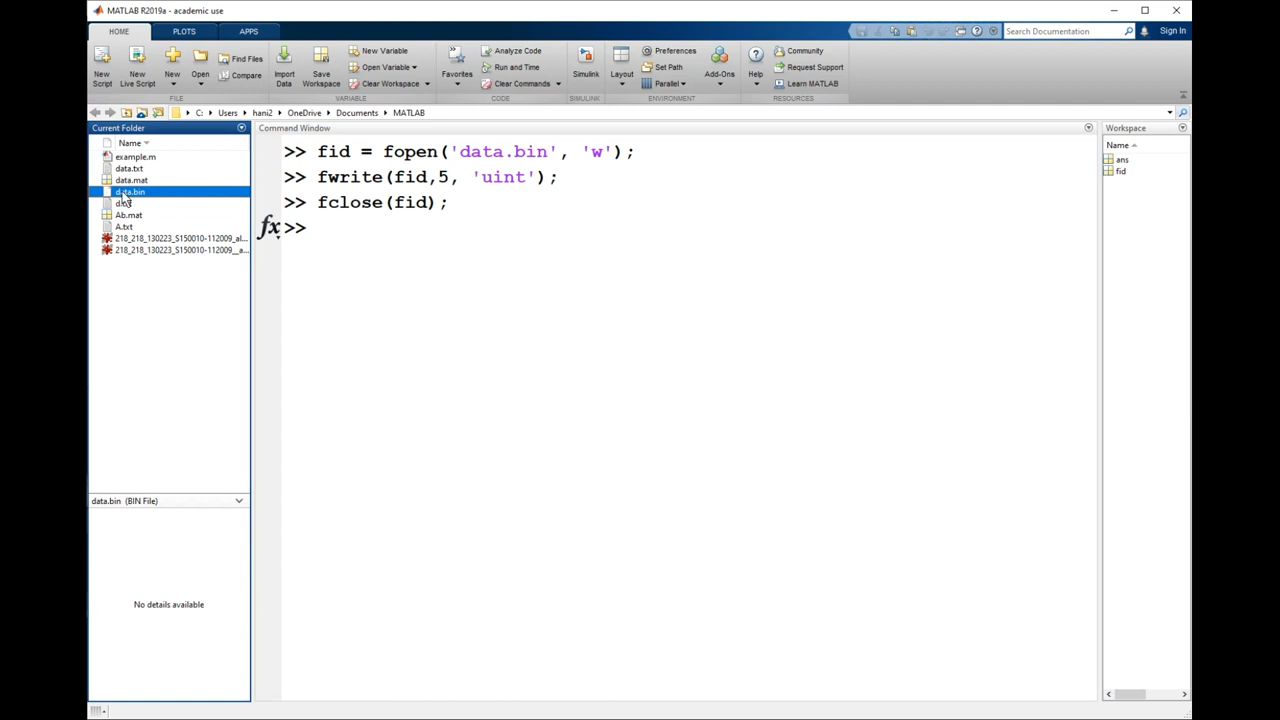 MATLAB R2019a - academic use
HOME PLOTS APPS
Search Documentation
Sign In
New Script
New Live Script
New
Open
Find Files
Compare
Import Data
Save Workspace
New Variable
Open Variable
Clear Workspace
Favorites
Analyze Code
Run and Time
Clear Commands
Simulink
Layout
Preferences
Set Path
Parallel
Add-Ons
Help
Community
Request Support
Learn MATLAB
FILE VARIABLE CODE SIMULINK ENVIRONMENT RESOURCES
C: Users hani2 OneDrive Documents MATLAB
Current Folder
Name
example.m
data.txt
data.mat
data.bin
Ab.mat
A.txt
218_218_130223_S150010-112009_al...
218_218_130223_S150010-112009__a...
data.bin (BIN File)
No details available
Command Window
>> fid = fopen('data.bin', 'w');
>> fwrite(fid,5, 'uint');
>> fclose(fid);
fx >>
Workspace
Name
ans
fid